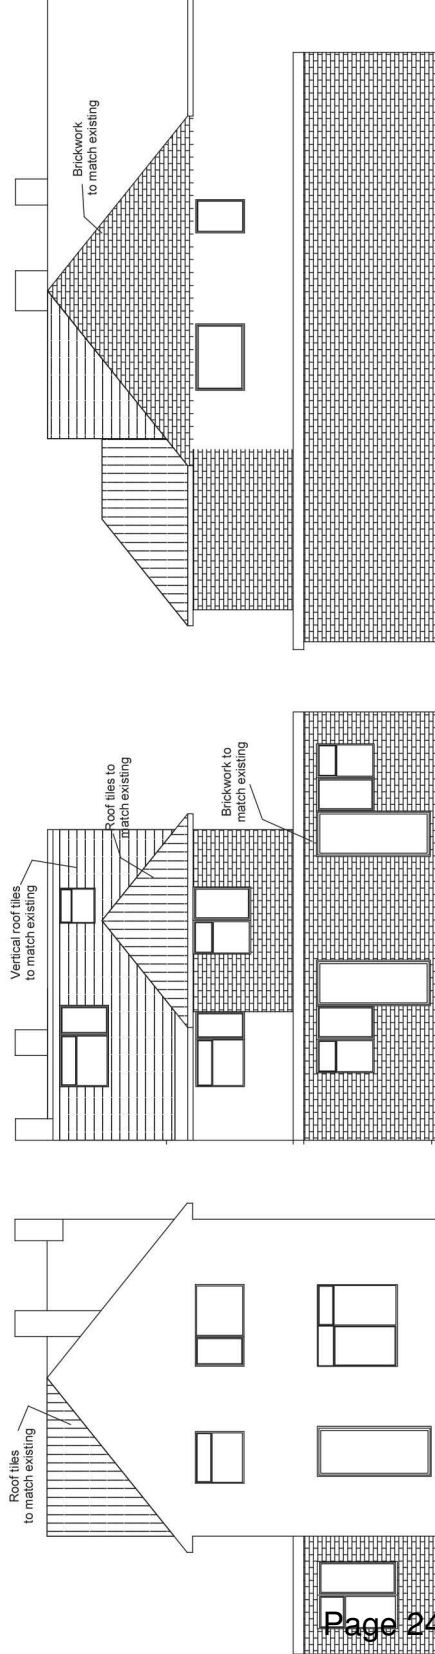 Brickwork
to match existing
Vertical roof tiles
to match existing
Roof tiles to
match existing
Brickwork to
match existing
Roof tiles
to match existing
Page 24